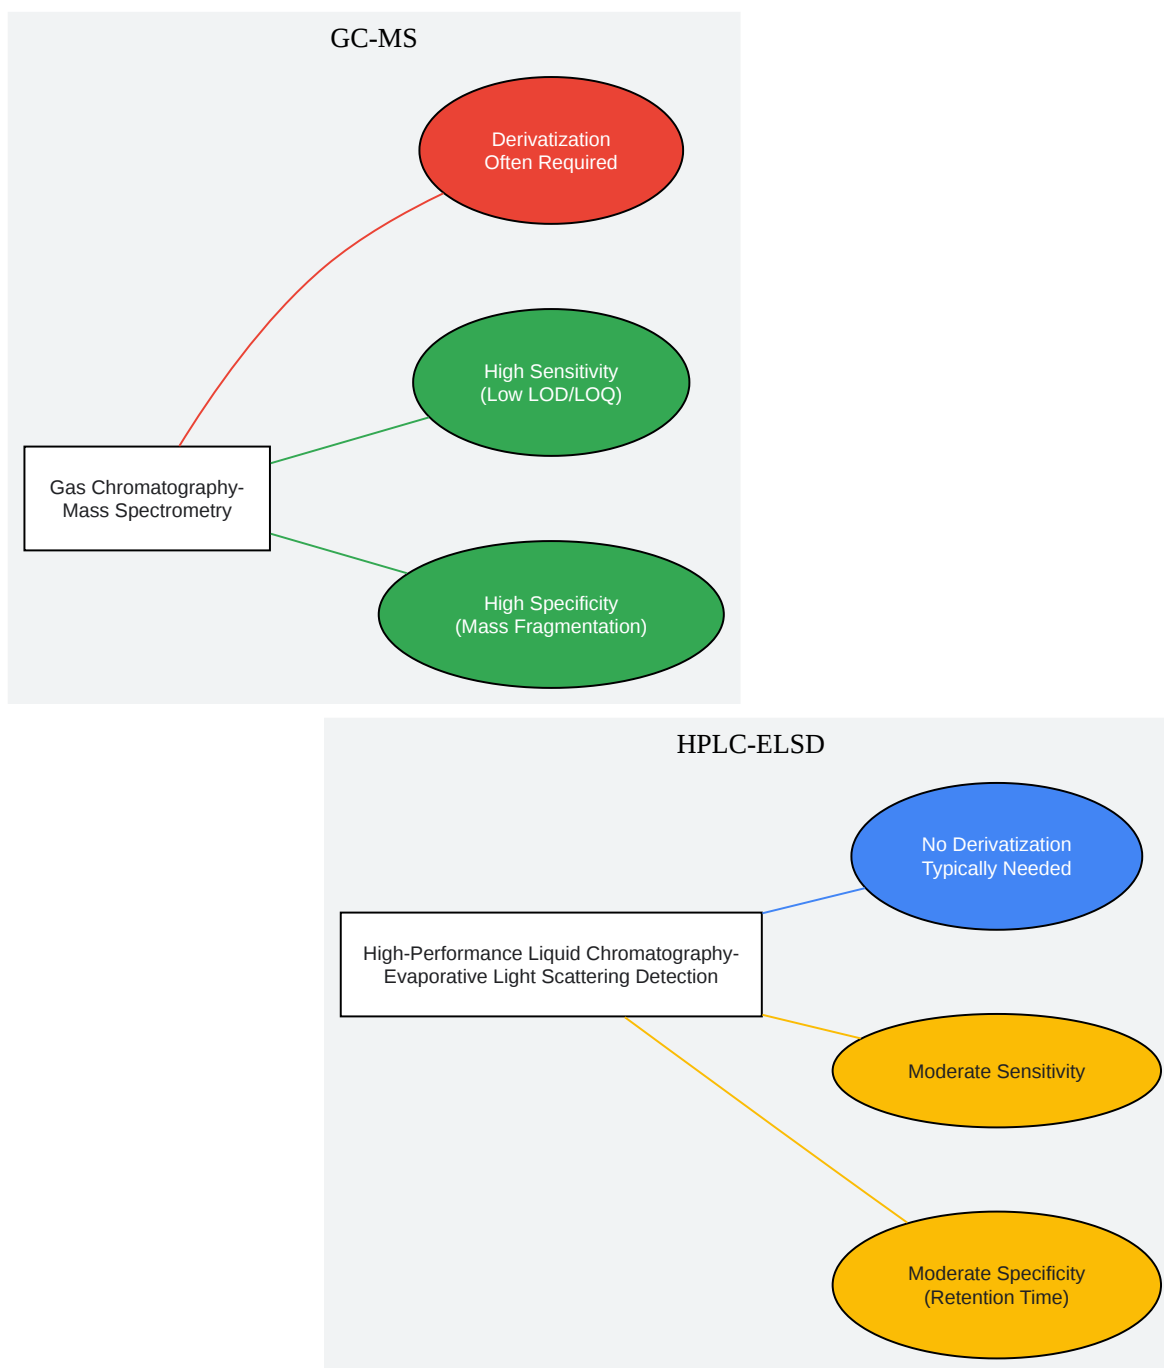 GC-MS
Derivatization
Often Required
High Sensitivity
(Low LOD/LOQ)
Gas Chromatography-
Mass Spectrometry
High Specificity
(Mass Fragmentation)
HPLC-ELSD
No Derivatization
Typically Needed
High-Performance Liquid Chromatography-
Evaporative Light Scattering Detection
Moderate Sensitivity
Moderate Specificity
(Retention Time)